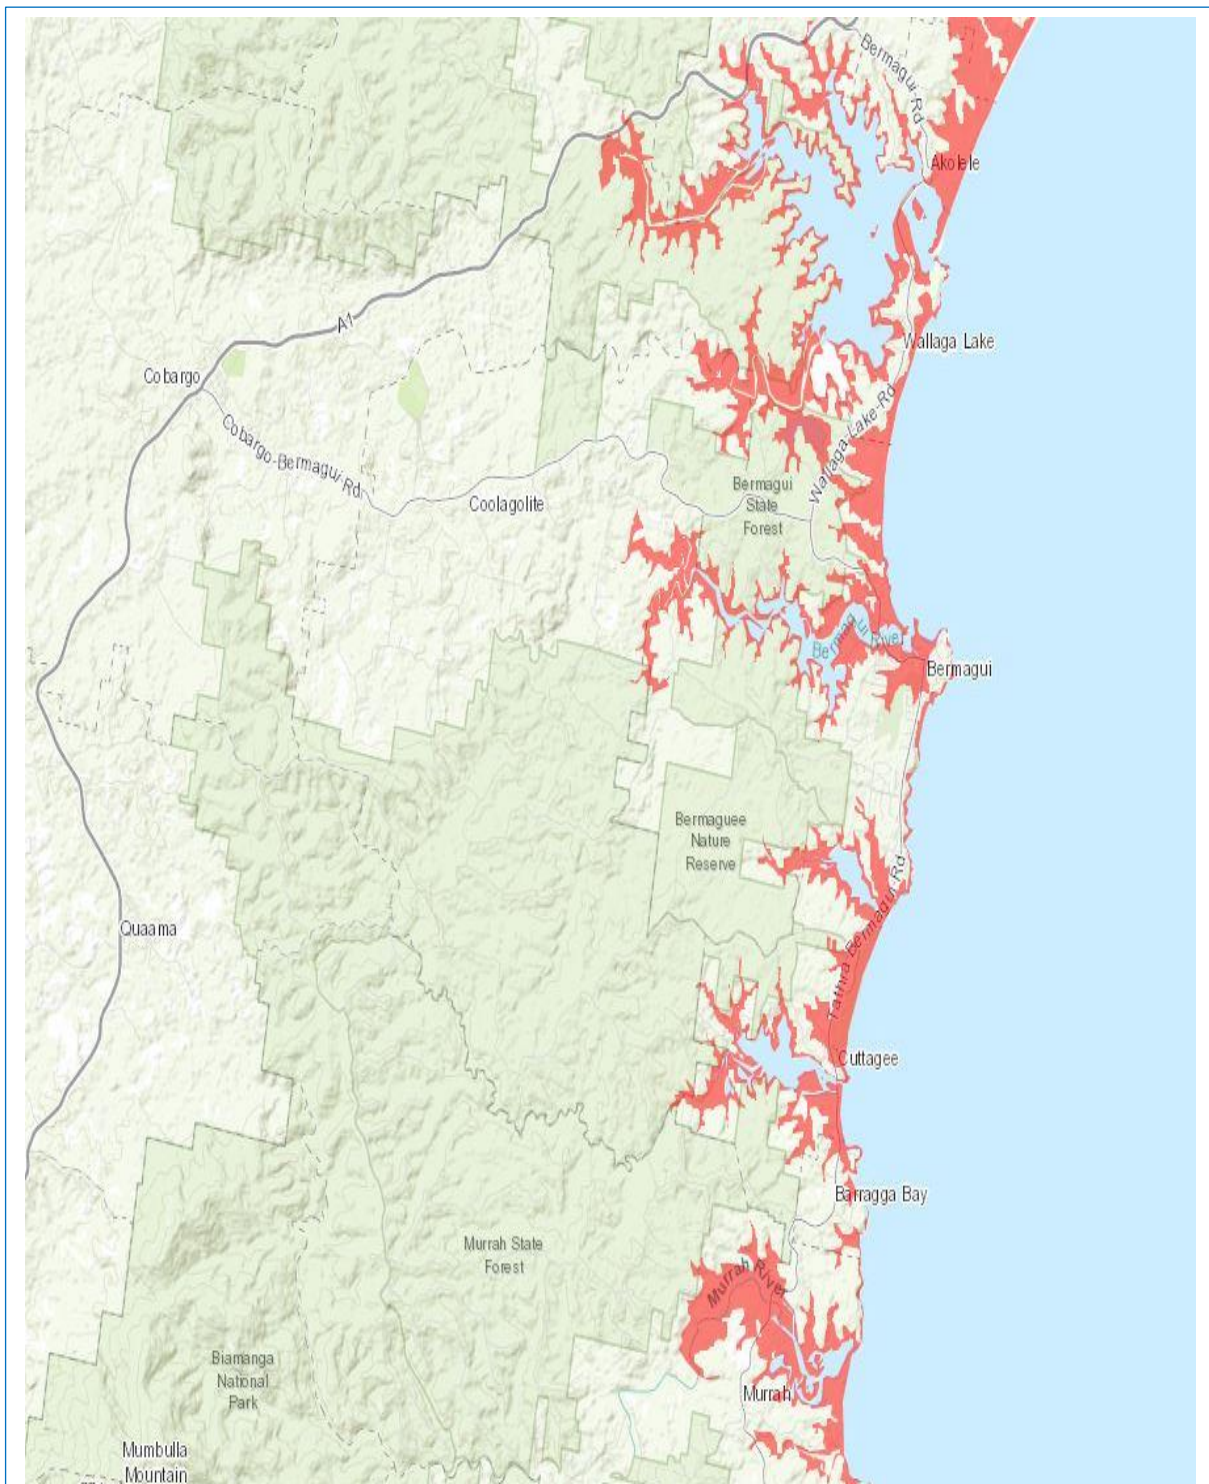 Bermagui-Rd
Akolele
A1
Wallaga Lake
Cobargo
Wallaga-Lake-Rd
Cobargo-Bermagui-Rd
Bermagui
State
Forest
Coolagolite
Bermagui River
Bermagui
Bermaguee
Nature
Reserve
Tathra-Bermagui-Rd
Quaama
Cuttagee
Barragga Bay
Murrah State
Forest
Murrah River
Biamanga
National
Park
Murrah
Mumbulla
Mountain